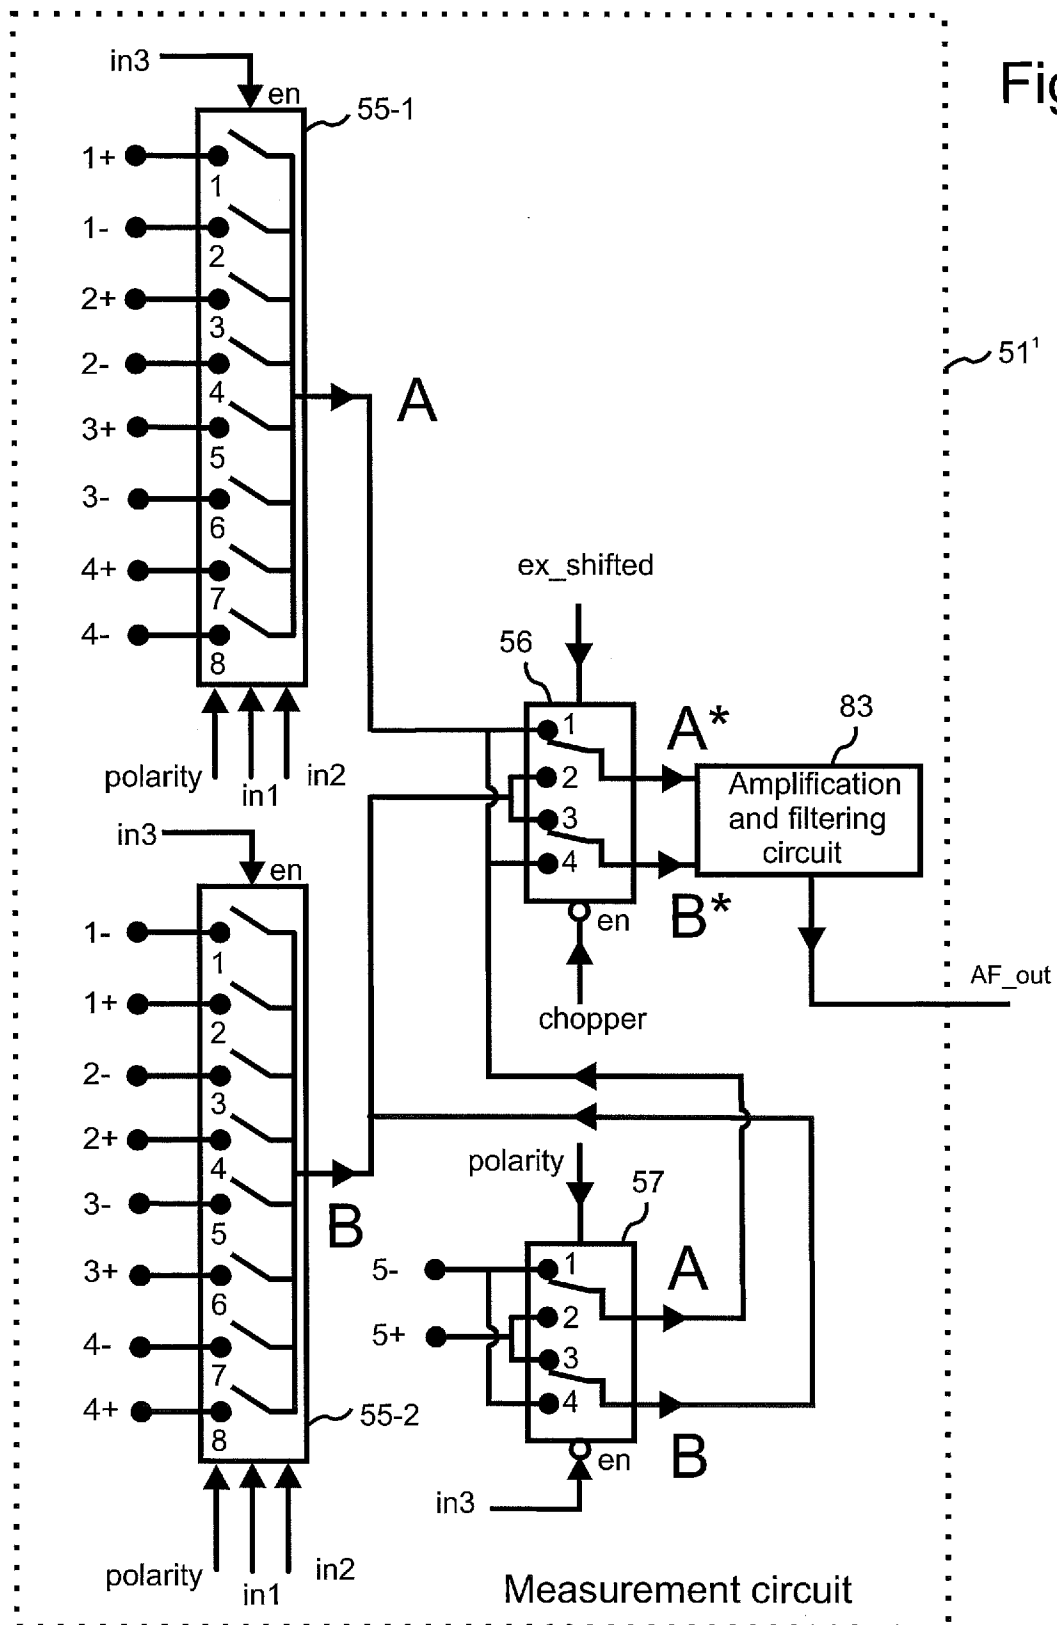 in3
en
55-1
Fig
1+
1
1-
2
2+
3
2-
4
3+
5
3-
6
4+
7
4-
8
A
51¹
polarity
in1
in2
ex_shifted
56
1
2
3
4
en
chopper
A*
B*
83
Amplification
and filtering
circuit
AF_out
in3
en
1-
1
1+
2
2-
3
2+
4
3-
5
3+
6
4-
7
4+
8
55-2
B
polarity
in1
in2
polarity
57
5-
5+
1
2
3
4
A
B
en
in3
Measurement circuit